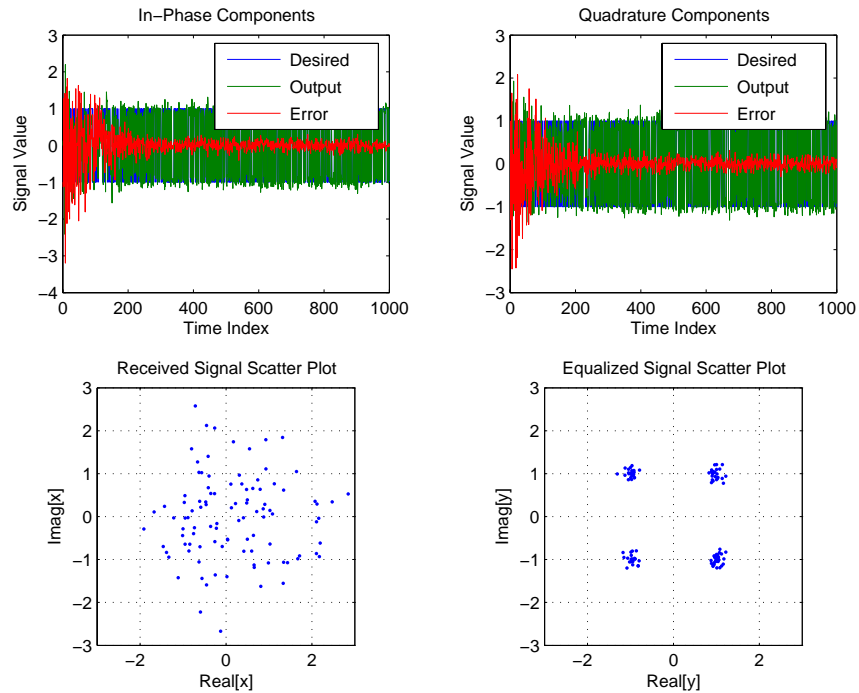 In-Phase Components
3
2
1
0
-1
-2
-3
-4
Signal Value
0
200
400
600
800
1000
Time Index
Desired
Output
Error
Quadrature Components
3
2
1
0
-1
-2
-3
Signal Value
0
200
400
600
800
1000
Time Index
Desired
Output
Error
Received Signal Scatter Plot
3
2
1
0
-1
-2
-3
Imag[x]
-2
0
2
Real[x]
Equalized Signal Scatter Plot
3
2
1
0
-1
-2
-3
Imag[y]
-2
0
2
Real[y]